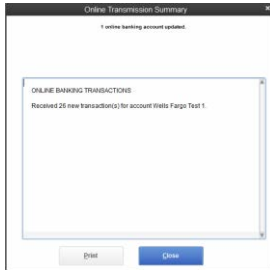 Online Transmission Summary
1 online banking account updated.
ONLINE BANKING TRANSACTIONS
Received 26 new transaction(s) for account Wells Fargo Test 1.
Print
Close